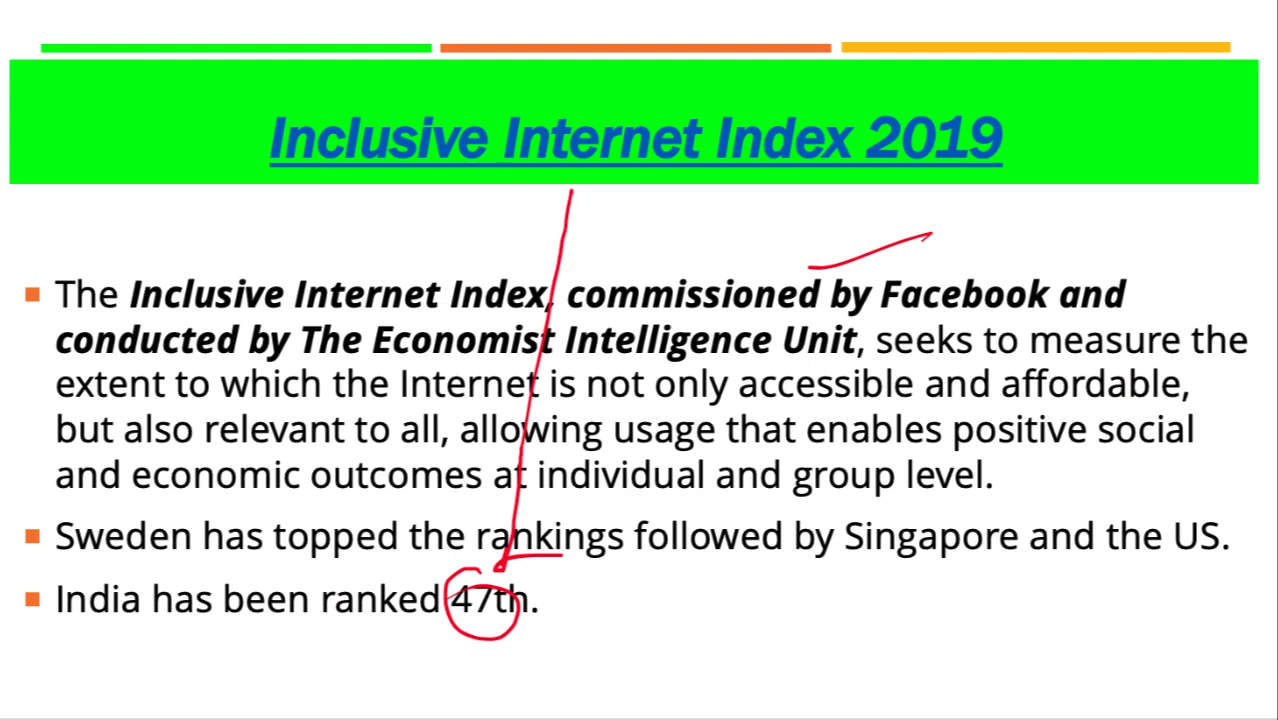 Inclusive Internet Index 2019
The Inclusive Internet Index, commissioned by Facebook and
conducted by The Economist Intelligence Unit, seeks to measure the
extent to which the Internet is not only accessible and affordable,
but also relevant to all, allowing usage that enables positive social
and economic outcomes at individual and group level.
Sweden has topped the rankings followed by Singapore and the US.
India has been ranked 47th.